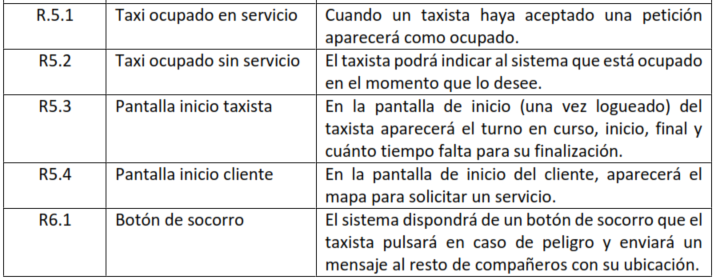 R.5.1 Taxi ocupado en servicio Cuando un taxista haya aceptado una petición
aparecerá como ocupado.
R5.2 Taxi ocupado sin servicio El taxista podrá indicar al sistema que está ocupado
en el momento que lo desee.
R5.3 Pantalla inicio taxista En la pantalla de inicio (una vez logueado) del
taxista aparecerá el turno en curso, inicio, final y
cuánto tiempo falta para su finalización.
R5.4 Pantalla inicio cliente En la pantalla de inicio del cliente, aparecerá el
mapa para solicitar un servicio.
R6.1 Botón de socorro El sistema dispondrá de un botón de socorro que el
taxista pulsará en caso de peligro y enviará un
mensaje al resto de compañeros con su ubicación.